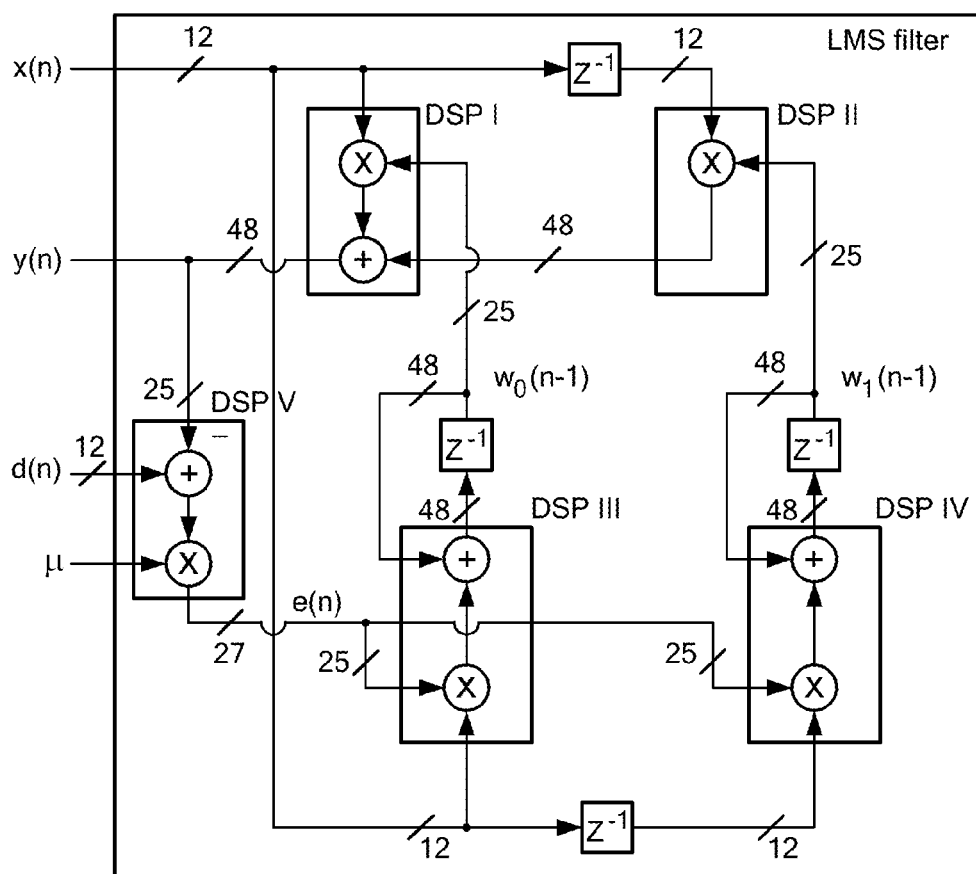 LMS filter
x(n)
12
Z⁻¹
12
DSP I
DSP II
X
X
y(n)
48
+
48
25
25
25
DSP V
48
w₀(n-1)
48
w₁(n-1)
−
Z⁻¹
Z⁻¹
d(n)
12
+
48
DSP III
48
DSP IV
μ
X
+
+
e(n)
27
25
25
X
X
12
Z⁻¹
12